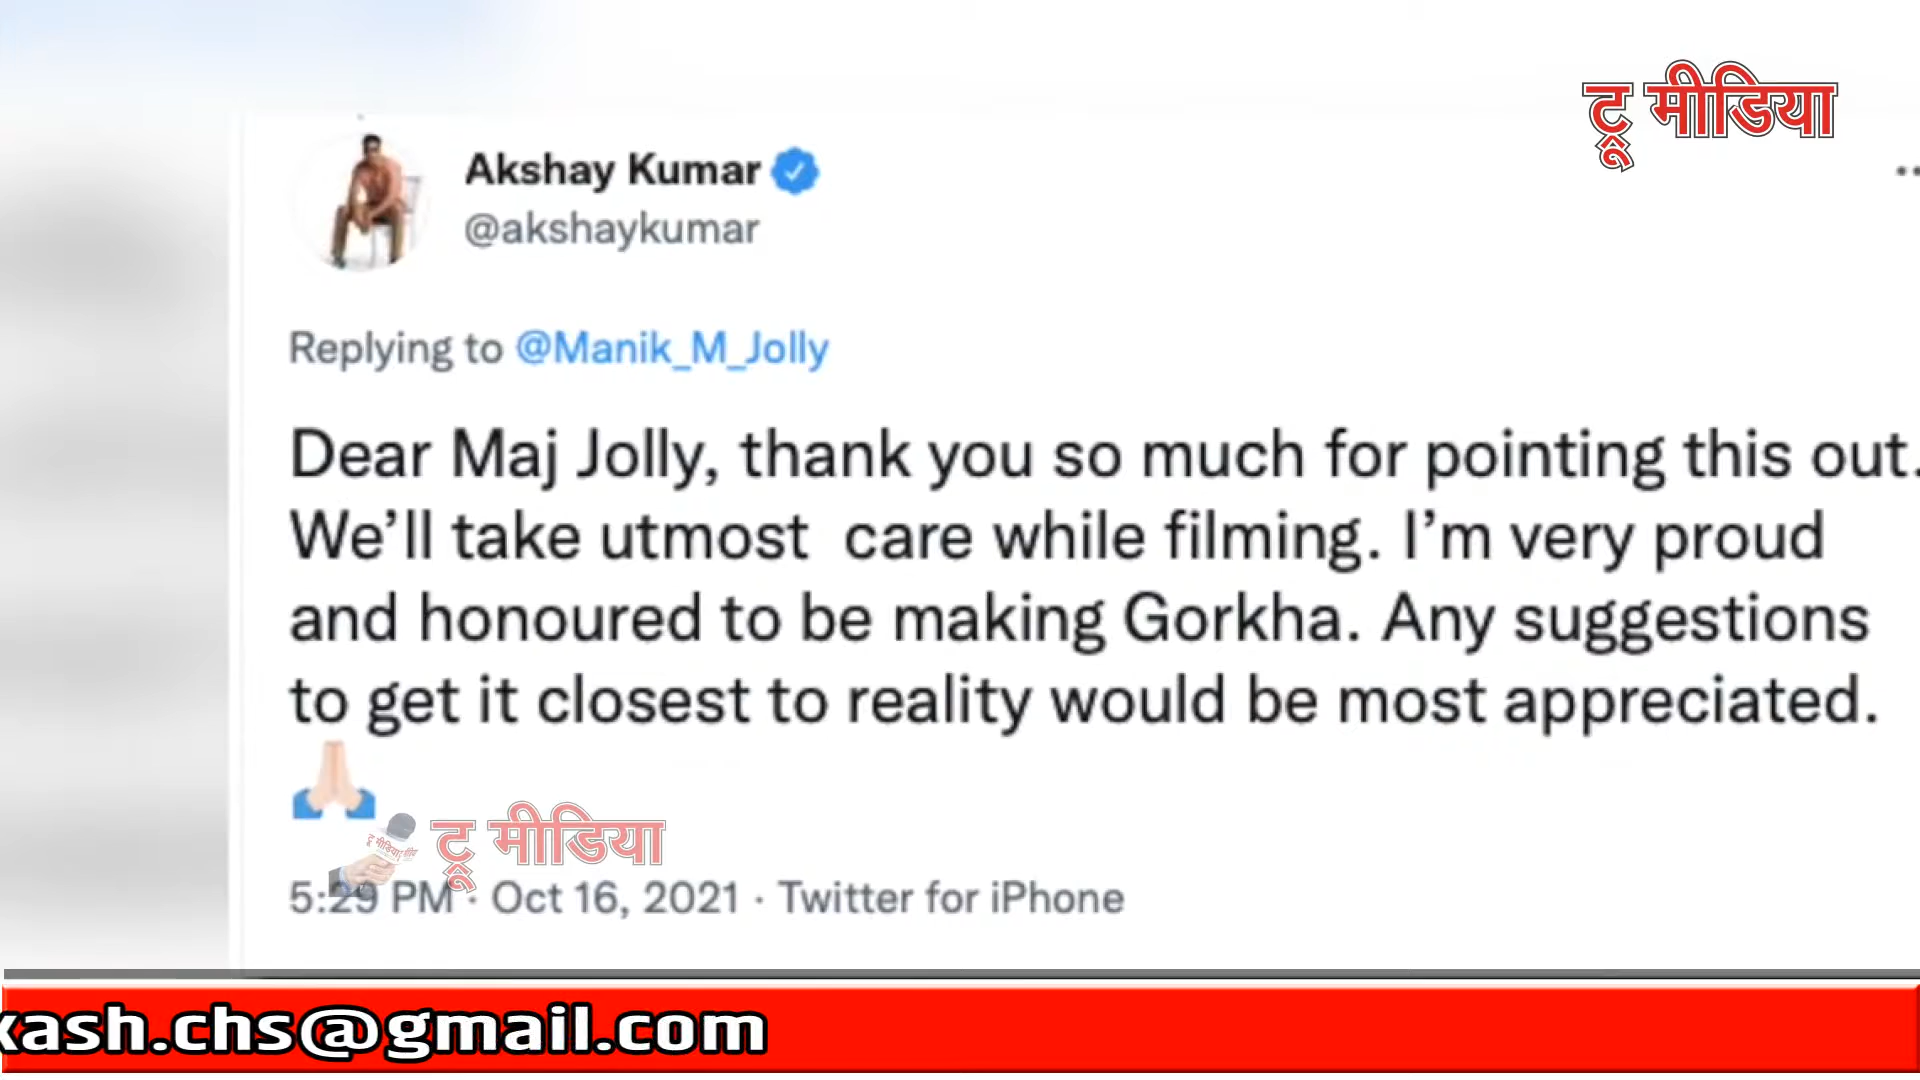 ट्रू मीडिया
Akshay Kumar
@akshaykumar
Replying to @Manik_M_Jolly
Dear Maj Jolly, thank you so much for pointing this out.
We’ll take utmost  care while filming. I’m very proud
and honoured to be making Gorkha. Any suggestions
to get it closest to reality would be most appreciated.
🙏🏻
ट्रू मीडिया
5:29 PM · Oct 16, 2021 · Twitter for iPhone
kash.chs@gmail.com